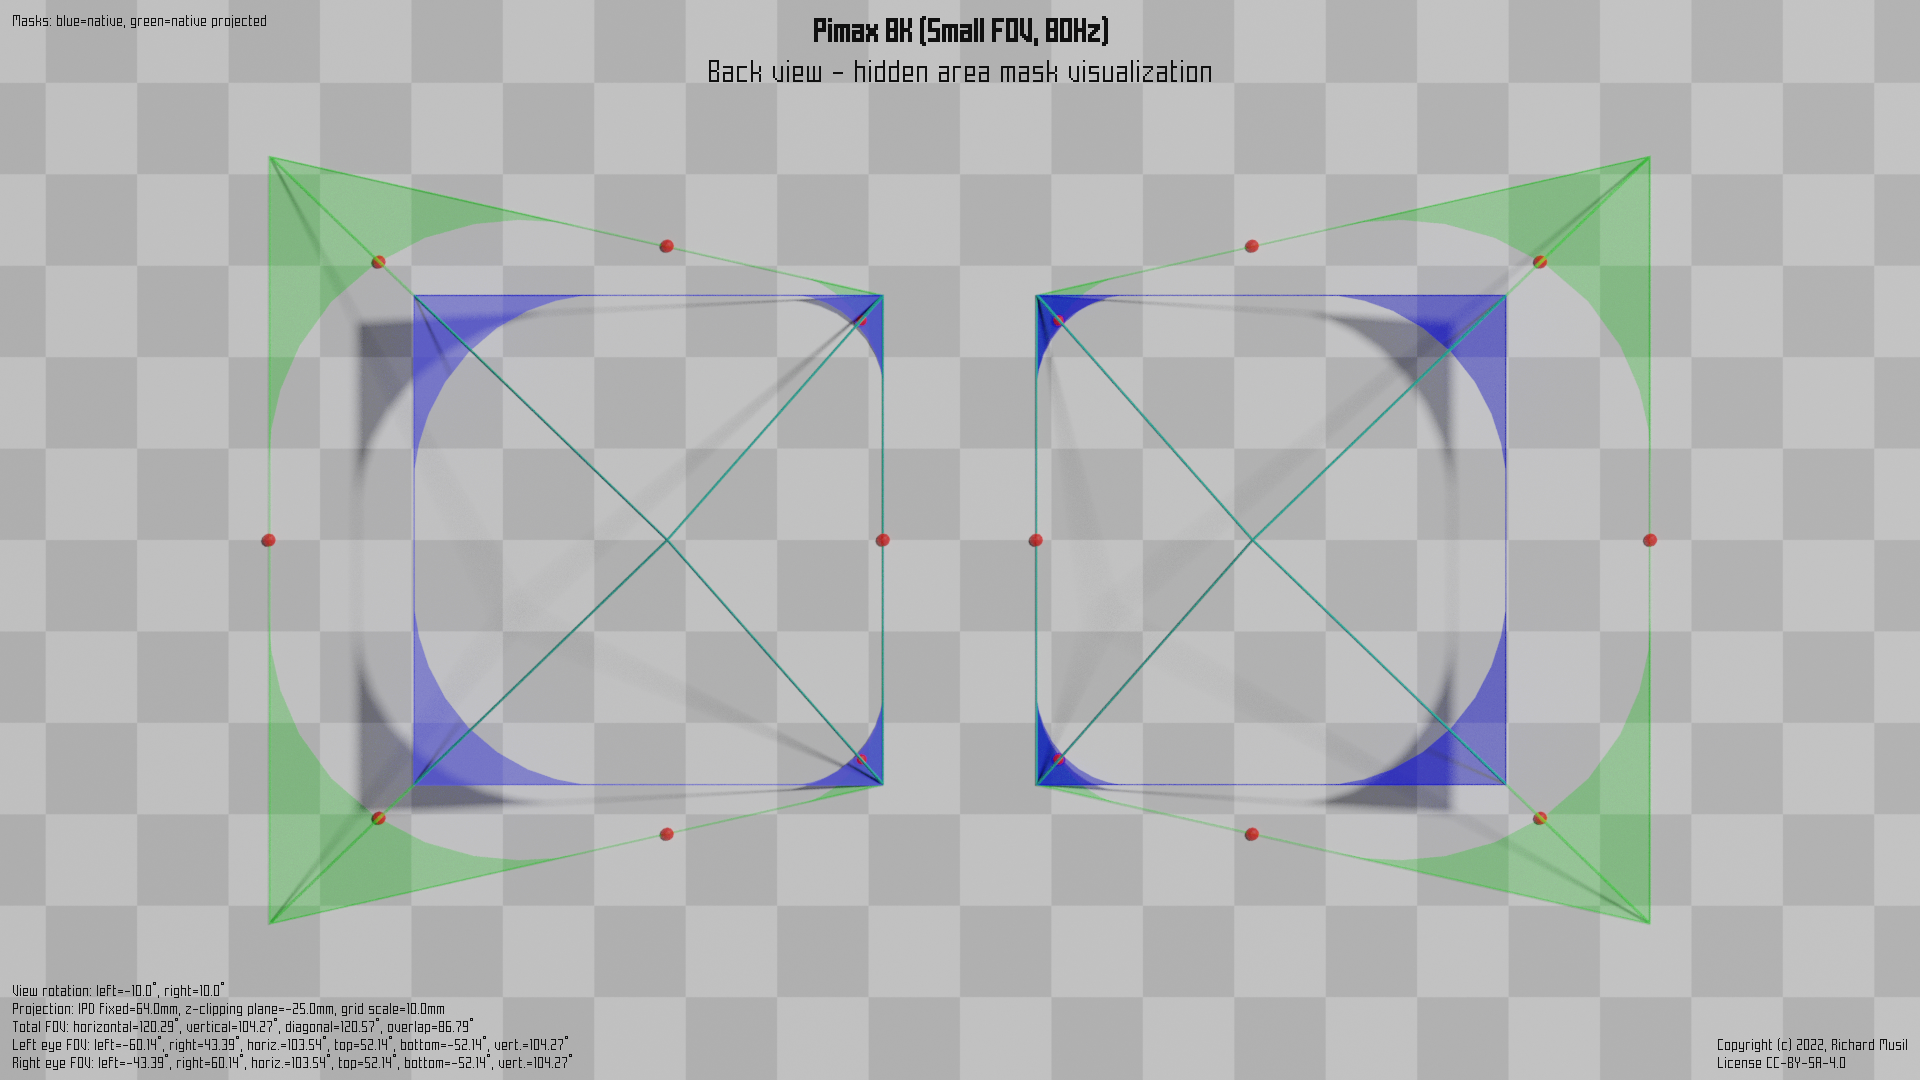 Masks: blue=native, green=native projected
Pimax 8K (Small FOV, 80Hz)
Back view - hidden area mask visualization
View rotation: left=-10.0°, right=10.0°
Projection: IPD fixed=64.0mm, z-clipping plane=-25.0mm, grid scale=10.0mm
Total FOV: horizontal=120.29°, vertical=104.27°, diagonal=120.57°, overlap=86.79°
Left eye FOV: left=-60.14°, right=43.39°, horiz.=103.54°, top=52.14°, bottom=-52.14°, vert.=104.27°
Right eye FOV: left=-43.39°, right=60.14°, horiz.=103.54°, top=52.14°, bottom=-52.14°, vert.=104.27°
Copyright (c) 2022, Richard Musil
License CC-BY-SA-4.0